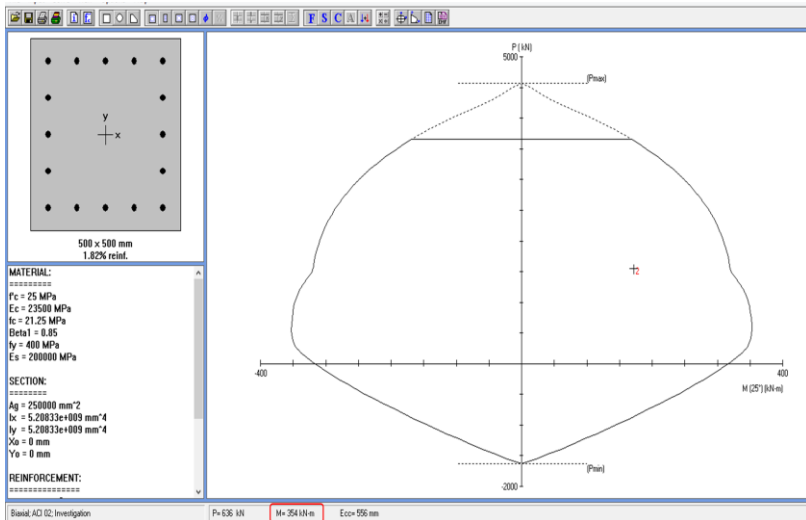 F S C A
P ( kN)
5000
(Pmax)
y
x
500 x 500 mm
1.82% reinf.
MATERIAL:
=========
f'c = 25 MPa
Ec = 23500 MPa
fc = 21.25 MPa
Beta1 = 0.85
fy = 400 MPa
Es = 200000 MPa
SECTION:
========
Ag = 250000 mm^2
Ix = 5.20833e+009 mm^4
Iy = 5.20833e+009 mm^4
Xo = 0 mm
Yo = 0 mm
REINFORCEMENT:
2
-400
400
M (25°) (kN-m)
(Pmin)
-2000
Biaxial; ACI 02; Investigation
P= 636 kN
M= 354 kN-m
Ecc= 556 mm